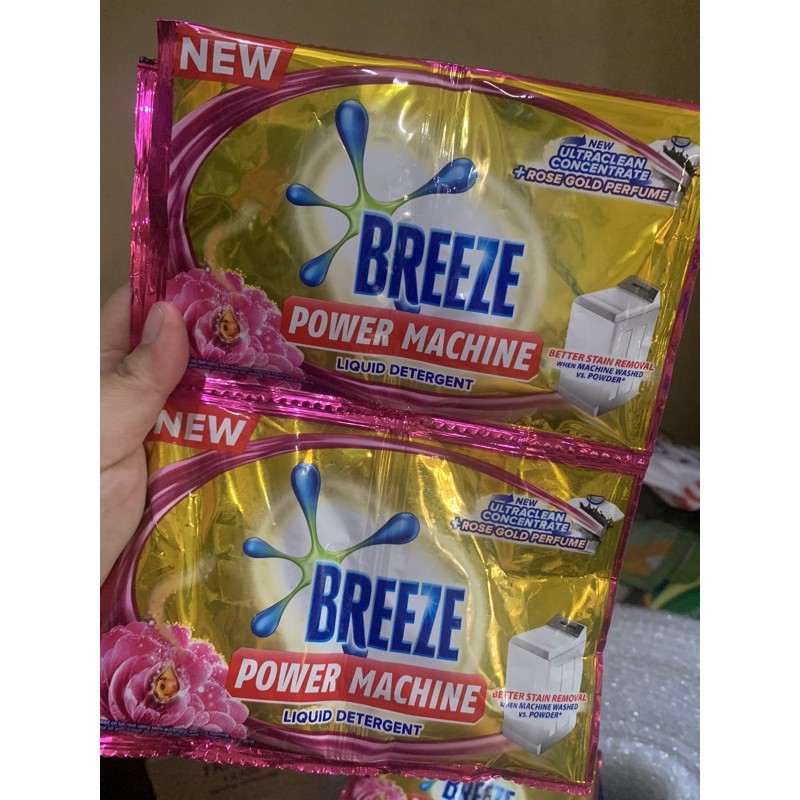 NEW
NEW
ULTRACLEAN
CONCENTRATE
+ROSE GOLD PERFUME
BREEZE
POWER MACHINE
LIQUID DETERGENT
BETTER STAIN REMOVAL
WHEN MACHINE WASHED
VS. POWDER*
NEW
NEW
ULTRACLEAN
CONCENTRATE
+ROSE GOLD PERFUME
BREEZE
POWER MACHINE
LIQUID DETERGENT
BETTER STAIN REMOVAL
WHEN MACHINE WASHED
VS. POWDER*
BREEZE